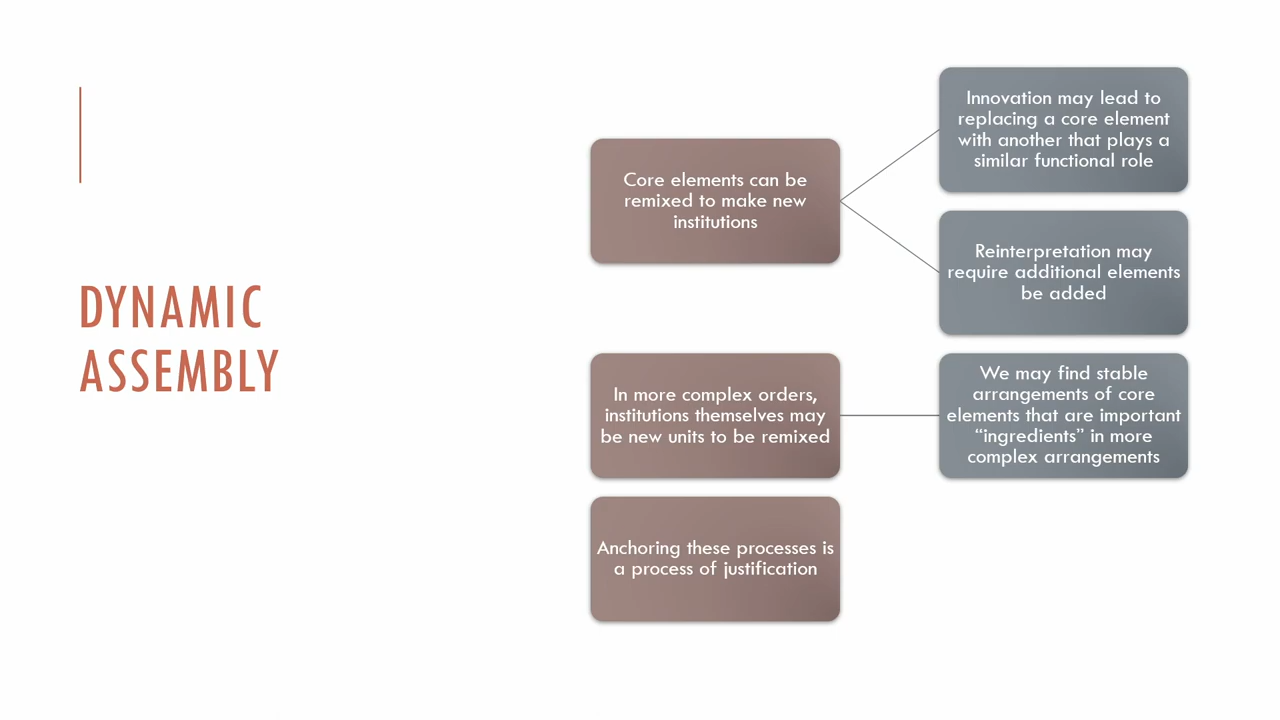 DYNAMIC
ASSEMBLY
Core elements can be
remixed to make new
institutions
Innovation may lead to
replacing a core element
with another that plays a
similar functional role
Reinterpretation may
require additional elements
be added
In more complex orders,
institutions themselves may
be new units to be remixed
We may find stable
arrangements of core
elements that are important
“ingredients” in more
complex arrangements
Anchoring these processes is
a process of justification